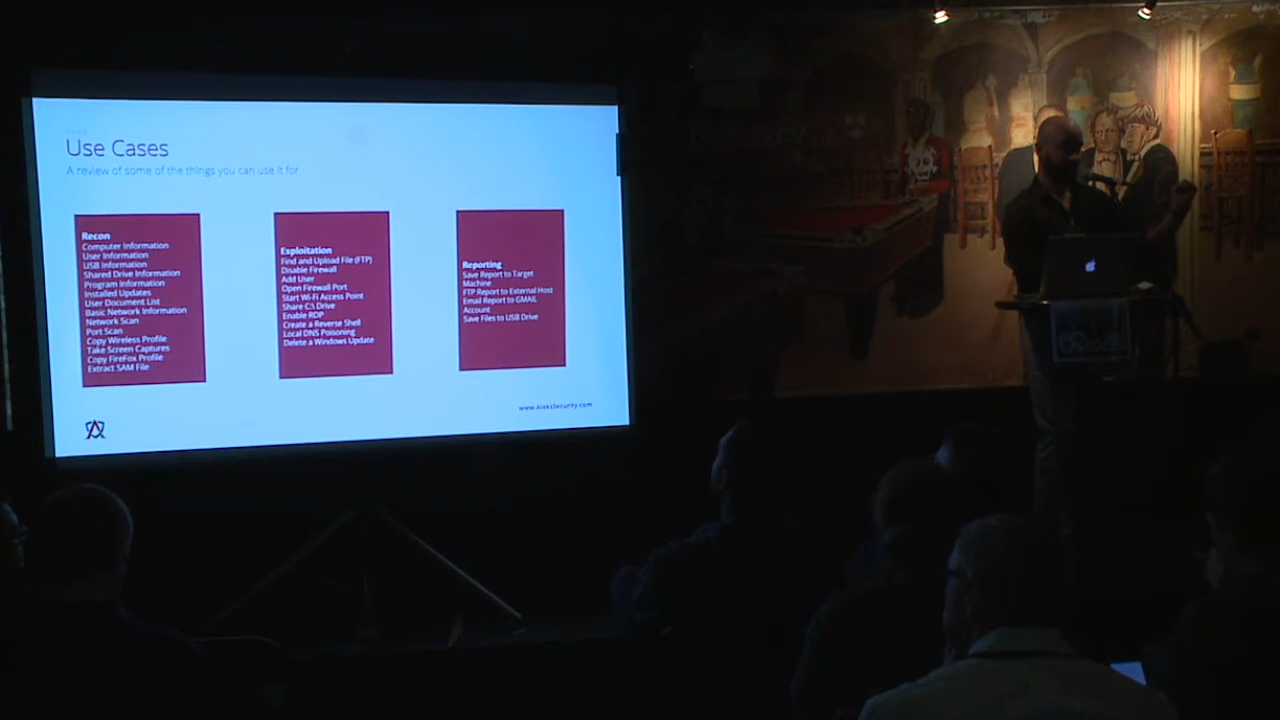 Use Cases
A review of some of the things you can use it for
Recon
Computer Information
User Information
USB Information
Shared Drive Information
Program Information
Installed Updates
User Document List
Basic Network Information
Network Scan
Port Scan
Copy Wireless Profile
Take Screen Captures
Copy FireFox Profile
Extract SAM File
Exploitation
Find and Upload File (FTP)
Disable Firewall
Add User
Open Firewall Port
Start Wi-Fi Access Point
Share C:\ Drive
Enable RDP
Create a Reverse Shell
Local DNS Poisoning
Delete a Windows Update
Reporting
Save Report to Target
Machine
FTP Report to External Host
Email Report to GMAIL
Account
Save Files to USB Drive